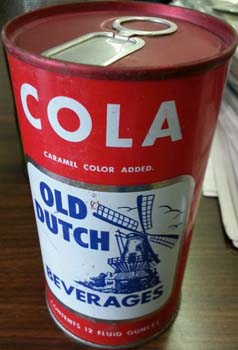 COLA
CARAMEL COLOR ADDED.
OLD
DUTCH
BEVERAGES
CONTENTS 12 FLUID OUNCES